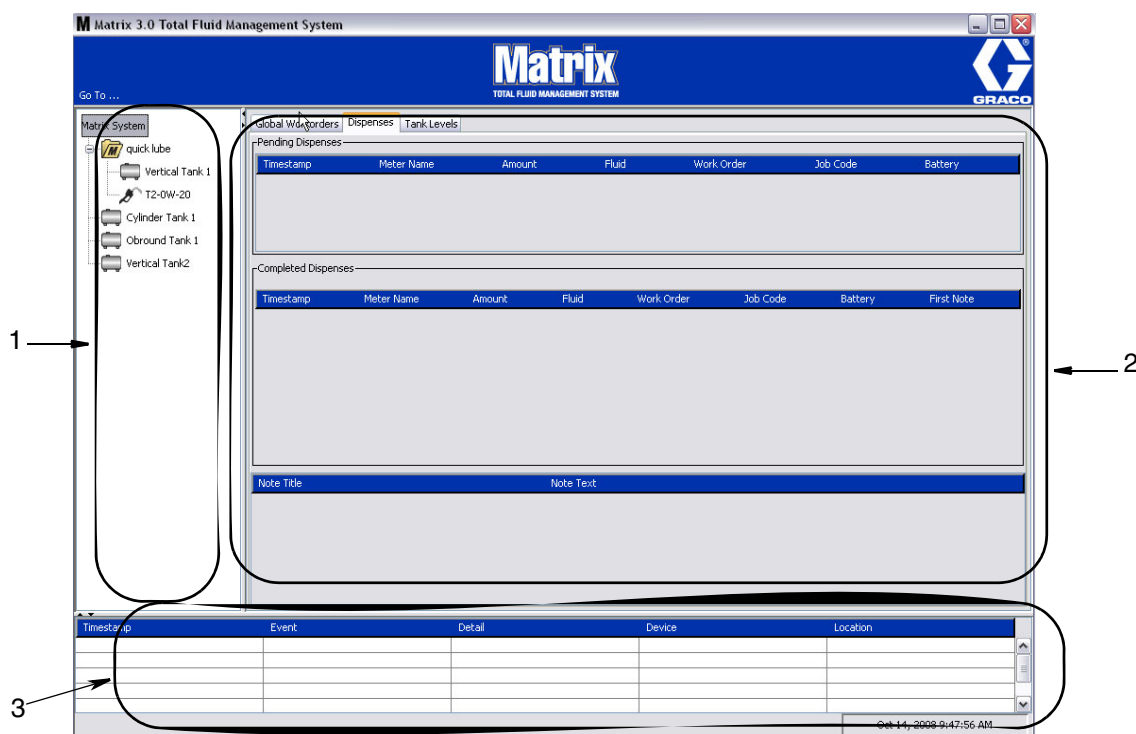 M Matrix 3.0 Total Fluid Management System
Matrix
TOTAL FLUID MANAGEMENT SYSTEM
GRACO
®
Go To ...
Matrix System
quick lube
Vertical Tank 1
T2-0W-20
Cylinder Tank 1
Obround Tank 1
Vertical Tank2
Global Workorders Dispenses Tank Levels
Pending Dispenses
Timestamp Meter Name Amount Fluid Work Order Job Code Battery
Completed Dispenses
Timestamp Meter Name Amount Fluid Work Order Job Code Battery First Note
Note Title Note Text
1
2
Timestamp Event Detail Device Location
3
Oct 14, 2008 9:47:56 AM